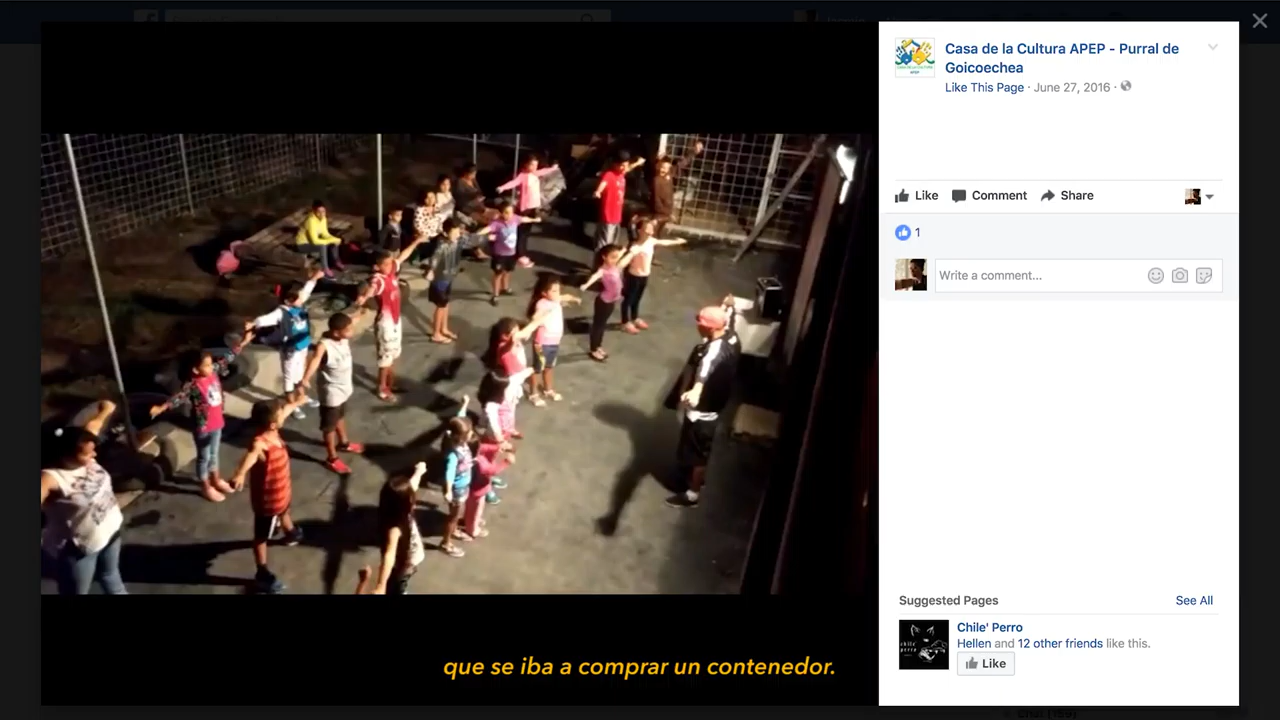 Casa de la Cultura APEP - Purral de
Goicoechea
Like This Page · June 27, 2016 ·
Like Comment Share
1
Write a comment...
Suggested Pages See All
Chile' Perro
Hellen and 12 other friends like this.
Like
que se iba a comprar un contenedor.